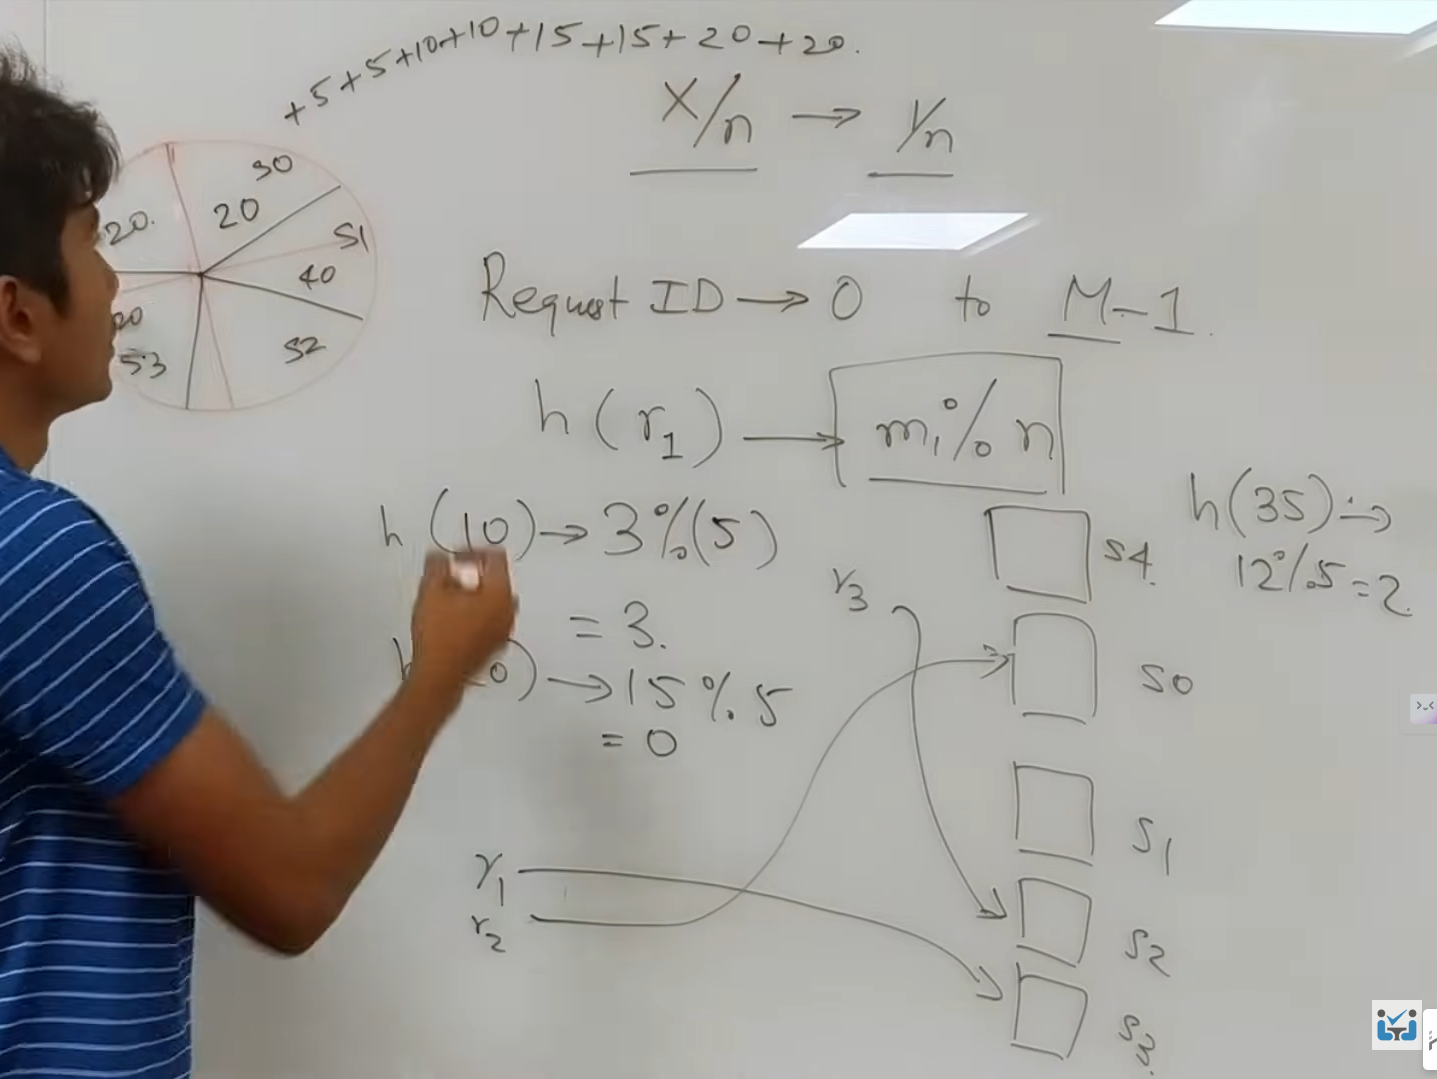 +5+5+10+10+15+15+20+20.
X/n → 1/n
S0
20
20.
S1
40
S2
S3
Request ID → 0 to M-1.
h(r1) → m1 % n
h(10) → 3%(5)
= 3.
→ 15%5
= 0
h(35) →
12%5=2.
r3
S4.
S0
S1
r1
r2
S2
S3.